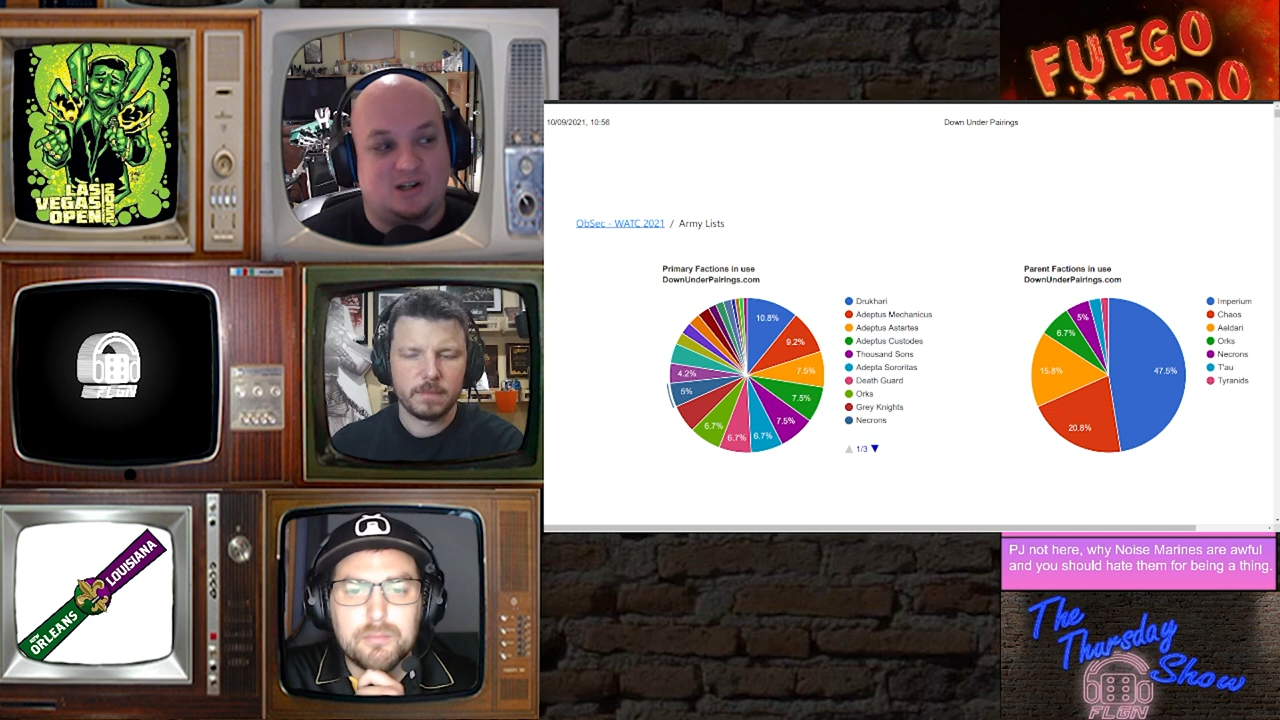 LAS
VEGAS
OPEN
FUEGO
10/09/2021, 10:56
Down Under Pairings
ObSec - WATC 2021 / Army Lists
Primary Factions in use
DownUnderPairings.com
10.8%
9.2%
7.5%
7.5%
7.5%
6.7%
6.7%
6.7%
5%
4.2%
Drukhari
Adeptus Mechanicus
Adeptus Astartes
Adeptus Custodes
Thousand Sons
Adepta Sororitas
Death Guard
Orks
Grey Knights
Necrons
1/3
Parent Factions in use
DownUnderPairings.com
47.5%
20.8%
15.8%
6.7%
5%
Imperium
Chaos
Aeldari
Orks
Necrons
T'au
Tyranids
FLGN
NEW
ORLEANS
LOUISIANA
PJ not here, why Noise Marines are awful
and you should hate them for being a thing.
The
Thursday
Show
FLGN